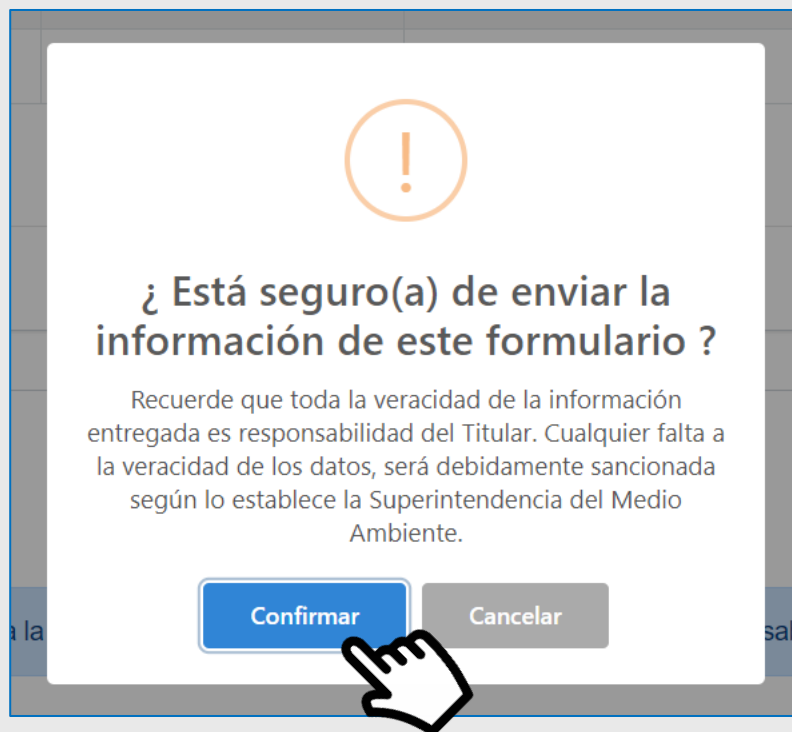 !
¿ Está seguro(a) de enviar la
información de este formulario ?
Recuerde que toda la veracidad de la información
entregada es responsabilidad del Titular. Cualquier falta a
la veracidad de los datos, será debidamente sancionada
según lo establece la Superintendencia del Medio
Ambiente.
Confirmar
Cancelar
a la